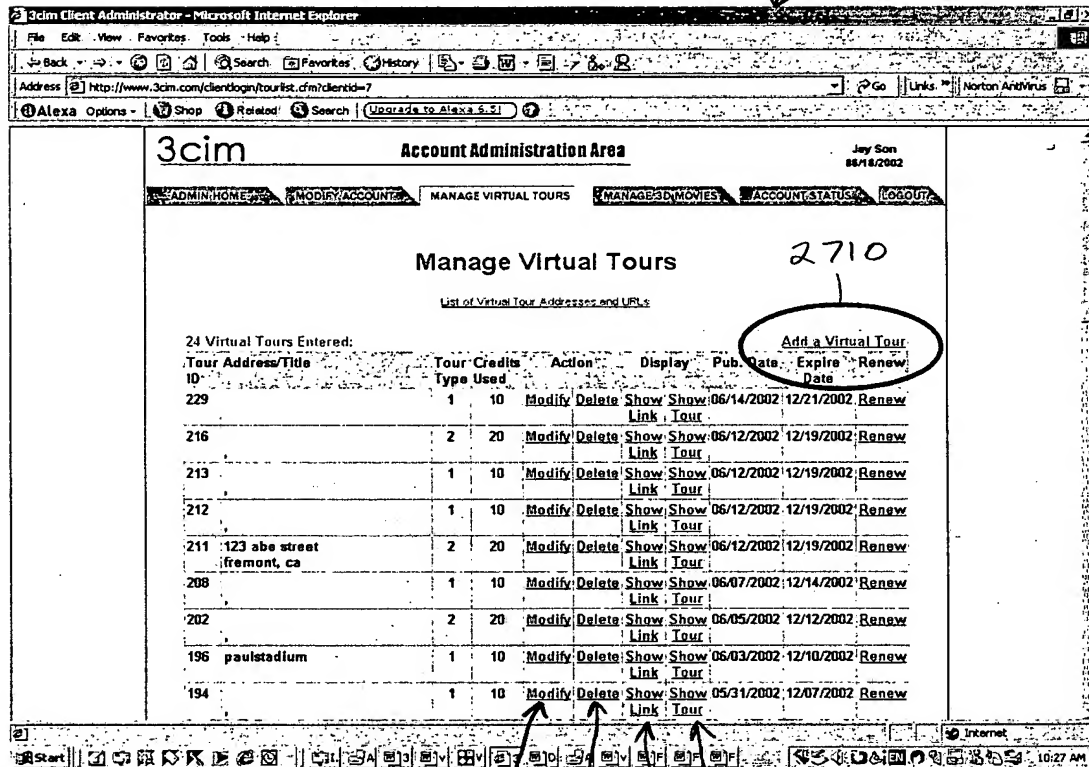 3cim Client Administrator - Microsoft Internet Explorer
File Edit View Favorites Tools Help
Back Search Favorites History
Address http://www.3cim.com/clientlogin/tourlist.cfm?clientid=7 Go Links Norton AntiVirus
Alexa Options Shop Related Search Upgrade to Alexa 6.5!
3cim Account Administration Area Jay Son
08/18/2002
ADMIN HOME MODIFY ACCOUNT MANAGE VIRTUAL TOURS MANAGE 3D MOVIES ACCOUNT STATUS LOGOUT
2710
Manage Virtual Tours
List of Virtual Tour Addresses and URLs
24 Virtual Tours Entered: Add a Virtual Tour
Tour Address/Title Tour Credits Action Display Pub. Date Expire Renew
ID Type Used Date
229 1 10 Modify Delete Show Show 06/14/2002 12/21/2002 Renew
Link Tour
216 2 20 Modify Delete Show Show 06/12/2002 12/19/2002 Renew
, Link Tour
213 1 10 Modify Delete Show Show 06/12/2002 12/19/2002 Renew
, Link Tour
212 1 10 Modify Delete Show Show 06/12/2002 12/19/2002 Renew
, Link Tour
211 123 abe street 2 20 Modify Delete Show Show 06/12/2002 12/19/2002 Renew
fremont, ca Link Tour
208 1 10 Modify Delete Show Show 06/07/2002 12/14/2002 Renew
, Link Tour
202 2 20 Modify Delete Show Show 06/05/2002 12/12/2002 Renew
, Link Tour
196 paulstadium 1 10 Modify Delete Show Show 06/03/2002 12/10/2002 Renew
Link Tour
194 1 10 Modify Delete Show Show 05/31/2002 12/07/2002 Renew
, Link Tour
Internet
Start 10:27 AM